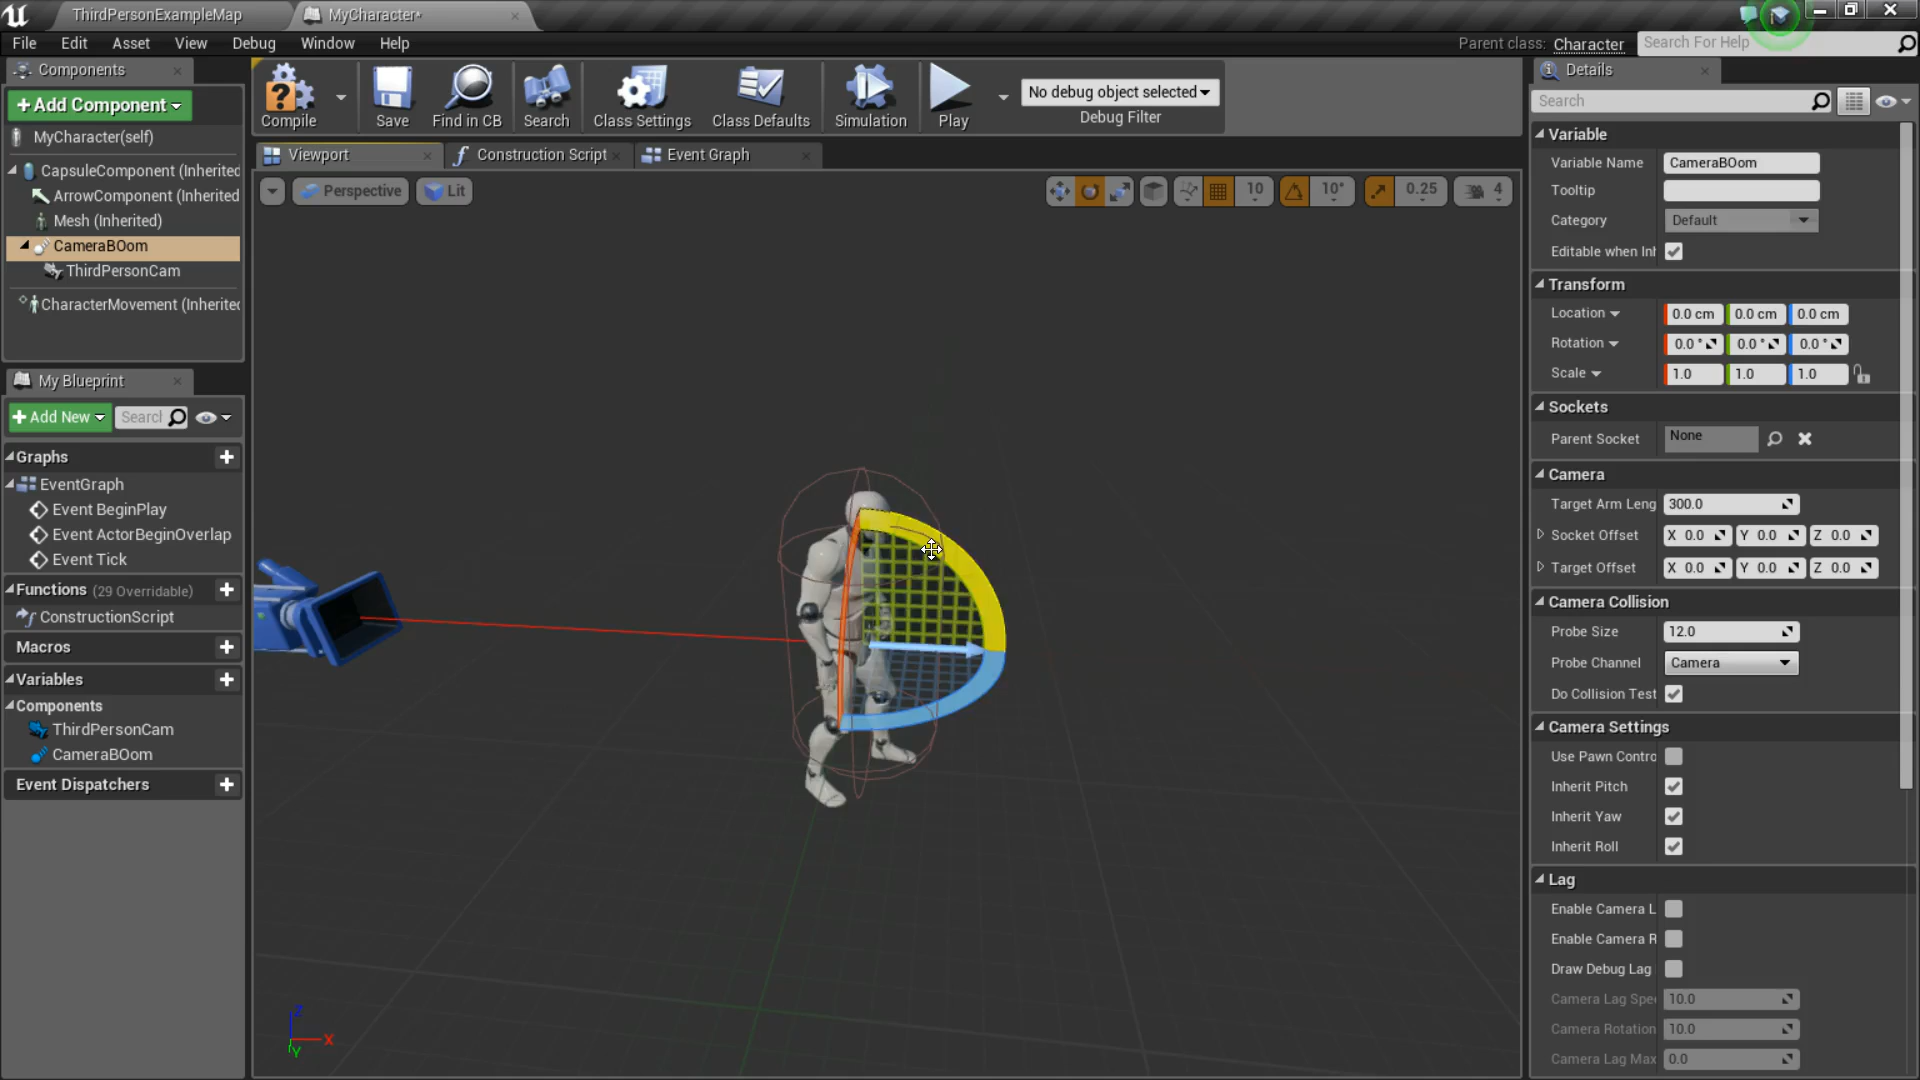 ThirdPersonExampleMap
MyCharacter*
File Edit Asset View Debug Window Help
Parent class: Character
Search For Help
Components
Add Component
MyCharacter(self)
CapsuleComponent (Inherited
ArrowComponent (Inherited
Mesh (Inherited)
CameraBOom
ThirdPersonCam
CharacterMovement (Inherited
My Blueprint
Add New
Search
Graphs
EventGraph
Event BeginPlay
Event ActorBeginOverlap
Event Tick
Functions (29 Overridable)
ConstructionScript
Macros
Variables
Components
ThirdPersonCam
CameraBOom
Event Dispatchers
Compile
Save
Find in CB
Search
Class Settings
Class Defaults
Simulation
Play
No debug object selected
Debug Filter
Viewport
Construction Script
Event Graph
Perspective
Lit
10
10°
0.25
4
Z
X
Y
Details
Search
Variable
Variable Name CameraBOom
Tooltip
Category Default
Editable when Inh
Transform
Location 0.0 cm 0.0 cm 0.0 cm
Rotation 0.0 ° 0.0 ° 0.0 °
Scale 1.0 1.0 1.0
Sockets
Parent Socket None
Camera
Target Arm Leng 300.0
Socket Offset X 0.0 Y 0.0 Z 0.0
Target Offset X 0.0 Y 0.0 Z 0.0
Camera Collision
Probe Size 12.0
Probe Channel Camera
Do Collision Test
Camera Settings
Use Pawn Contro
Inherit Pitch
Inherit Yaw
Inherit Roll
Lag
Enable Camera L
Enable Camera R
Draw Debug Lag
Camera Lag Spee 10.0
Camera Rotation 10.0
Camera Lag Max 0.0